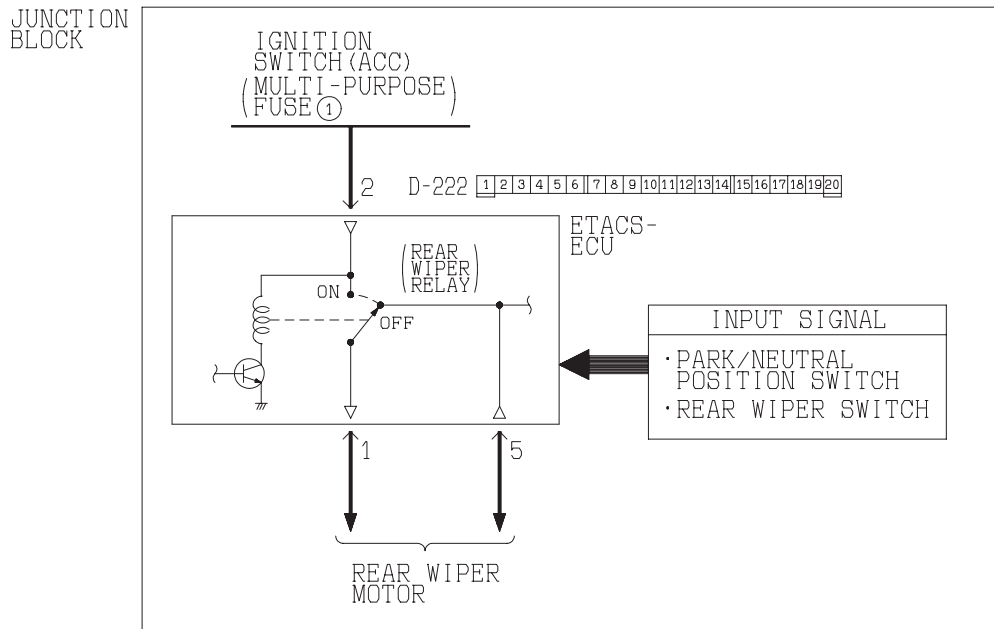 JUNCTION
BLOCK
IGNITION
SWITCH(ACC)
(MULTI-PURPOSE
FUSE①)
2
D-222
1 2 3 4 5 6 7 8 9 10 11 12 13 14 15 16 17 18 19 20
ETACS-
ECU
(REAR
WIPER
RELAY)
ON
OFF
INPUT SIGNAL
·PARK/NEUTRAL
POSITION SWITCH
·REAR WIPER SWITCH
1
5
REAR WIPER
MOTOR